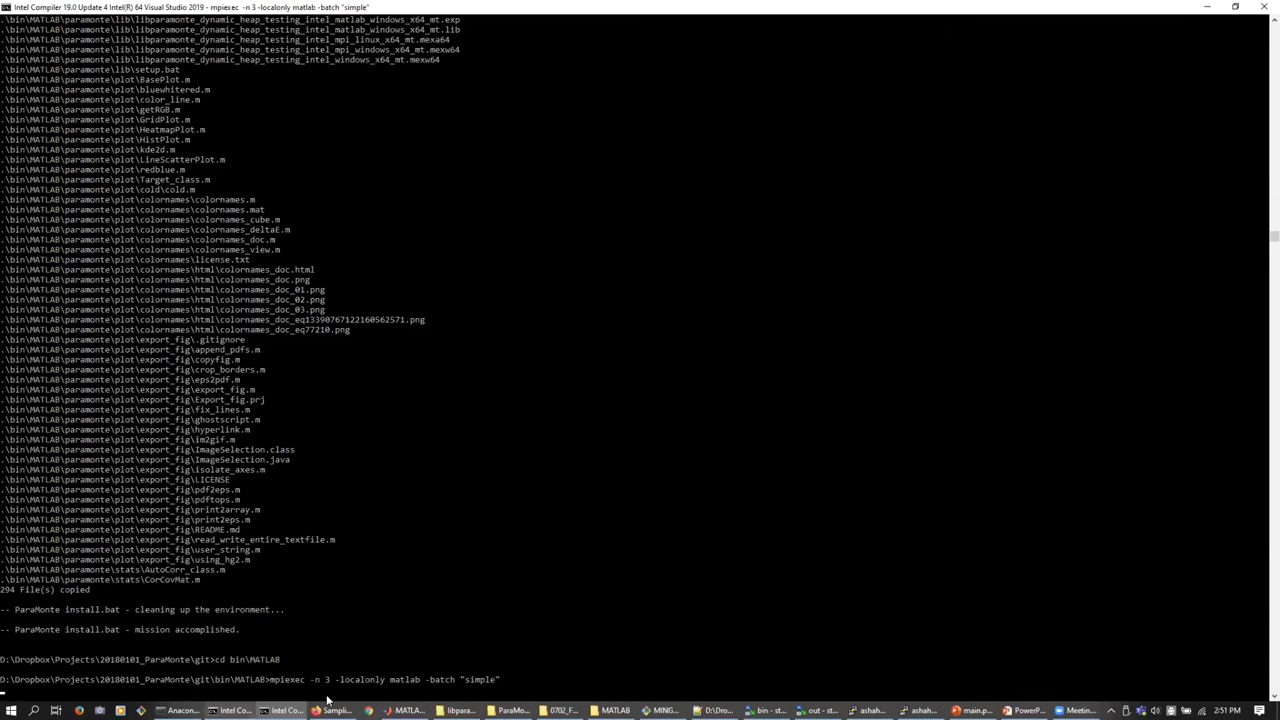 Intel Compiler 19.0 Update 4 Intel(R) 64 Visual Studio 2019 - mpiexec -n 3 -localonly matlab -batch "simple"
.\bin\MATLAB\paramonte\lib\libparamonte_dynamic_heap_testing_intel_matlab_windows_x64_mt.exp
.\bin\MATLAB\paramonte\lib\libparamonte_dynamic_heap_testing_intel_matlab_windows_x64_mt.lib
.\bin\MATLAB\paramonte\lib\libparamonte_dynamic_heap_testing_intel_mpi_linux_x64_mt.mexa64
.\bin\MATLAB\paramonte\lib\libparamonte_dynamic_heap_testing_intel_mpi_windows_x64_mt.mexw64
.\bin\MATLAB\paramonte\lib\libparamonte_dynamic_heap_testing_intel_windows_x64_mt.mexw64
.\bin\MATLAB\paramonte\lib\setup.bat
.\bin\MATLAB\paramonte\plot\BasePlot.m
.\bin\MATLAB\paramonte\plot\bluewhitered.m
.\bin\MATLAB\paramonte\plot\color_line.m
.\bin\MATLAB\paramonte\plot\getRGB.m
.\bin\MATLAB\paramonte\plot\GridPlot.m
.\bin\MATLAB\paramonte\plot\HeatmapPlot.m
.\bin\MATLAB\paramonte\plot\HistPlot.m
.\bin\MATLAB\paramonte\plot\kde2d.m
.\bin\MATLAB\paramonte\plot\LineScatterPlot.m
.\bin\MATLAB\paramonte\plot\redblue.m
.\bin\MATLAB\paramonte\plot\Target_class.m
.\bin\MATLAB\paramonte\plot\cold\cold.m
.\bin\MATLAB\paramonte\plot\colornames\colornames.m
.\bin\MATLAB\paramonte\plot\colornames\colornames.mat
.\bin\MATLAB\paramonte\plot\colornames\colornames_cube.m
.\bin\MATLAB\paramonte\plot\colornames\colornames_deltaE.m
.\bin\MATLAB\paramonte\plot\colornames\colornames_doc.m
.\bin\MATLAB\paramonte\plot\colornames\colornames_view.m
.\bin\MATLAB\paramonte\plot\colornames\license.txt
.\bin\MATLAB\paramonte\plot\colornames\html\colornames_doc.html
.\bin\MATLAB\paramonte\plot\colornames\html\colornames_doc.png
.\bin\MATLAB\paramonte\plot\colornames\html\colornames_doc_01.png
.\bin\MATLAB\paramonte\plot\colornames\html\colornames_doc_02.png
.\bin\MATLAB\paramonte\plot\colornames\html\colornames_doc_03.png
.\bin\MATLAB\paramonte\plot\colornames\html\colornames_doc_eq13390767122160562571.png
.\bin\MATLAB\paramonte\plot\colornames\html\colornames_doc_eq77210.png
.\bin\MATLAB\paramonte\plot\export_fig\.gitignore
.\bin\MATLAB\paramonte\plot\export_fig\append_pdfs.m
.\bin\MATLAB\paramonte\plot\export_fig\copyfig.m
.\bin\MATLAB\paramonte\plot\export_fig\crop_borders.m
.\bin\MATLAB\paramonte\plot\export_fig\eps2pdf.m
.\bin\MATLAB\paramonte\plot\export_fig\export_fig.m
.\bin\MATLAB\paramonte\plot\export_fig\Export_fig.prj
.\bin\MATLAB\paramonte\plot\export_fig\fix_lines.m
.\bin\MATLAB\paramonte\plot\export_fig\ghostscript.m
.\bin\MATLAB\paramonte\plot\export_fig\hyperlink.m
.\bin\MATLAB\paramonte\plot\export_fig\im2gif.m
.\bin\MATLAB\paramonte\plot\export_fig\ImageSelection.class
.\bin\MATLAB\paramonte\plot\export_fig\ImageSelection.java
.\bin\MATLAB\paramonte\plot\export_fig\isolate_axes.m
.\bin\MATLAB\paramonte\plot\export_fig\LICENSE
.\bin\MATLAB\paramonte\plot\export_fig\pdf2eps.m
.\bin\MATLAB\paramonte\plot\export_fig\pdftops.m
.\bin\MATLAB\paramonte\plot\export_fig\print2array.m
.\bin\MATLAB\paramonte\plot\export_fig\print2eps.m
.\bin\MATLAB\paramonte\plot\export_fig\README.md
.\bin\MATLAB\paramonte\plot\export_fig\read_write_entire_textfile.m
.\bin\MATLAB\paramonte\plot\export_fig\user_string.m
.\bin\MATLAB\paramonte\plot\export_fig\using_hg2.m
.\bin\MATLAB\paramonte\stats\AutoCorr_class.m
.\bin\MATLAB\paramonte\stats\CorCovMat.m
294 File(s) copied
-- ParaMonte install.bat - cleaning up the environment...
-- ParaMonte install.bat - mission accomplished.
D:\Dropbox\Projects\20180101_ParaMonte\git>cd bin\MATLAB
D:\Dropbox\Projects\20180101_ParaMonte\git\bin\MATLAB>mpiexec -n 3 -localonly matlab -batch "simple"
Anacon... Intel Co... Intel Co... Sampli... MATLA... libpara... ParaMo... 0702_F... MATLAB MING... D:\Dro... bin - st... out - st... ashah... ashah... main.p... PowerP... Meetin... 2:51 PM